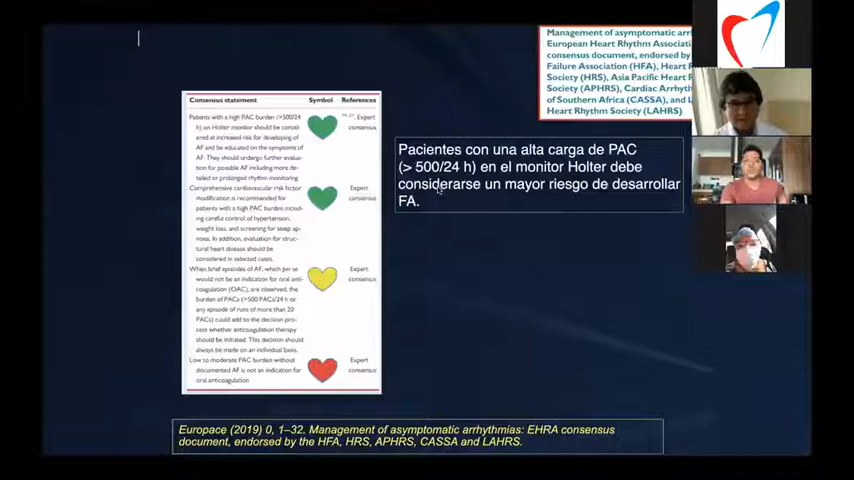 Management of asymptomatic arr
European Heart Rhythm Associati
consensus document, endorsed by
Failure Association (HFA), Heart
Society (HRS), Asia Pacific Heart
Society (APHRS), Cardiac Arrhyth
of Southern Africa (CASSA), and L
Heart Rhythm Society (LAHRS)
Consensus statement Symbol References
Patients with a high PAC burden (>500/24 Expert
h) on Holter monitor should be consid- consensus
ered at increased risk for developing of
AF and be educated on the symptoms of
AF. They should undergo further evalua-
tion for possible AF including more de-
tailed or prolonged rhythm monitoring
Comprehensive cardiovascular risk factor Expert
modification is recommended for consensus
patients with a high PAC burden includ-
ing careful control of hypertension,
weight loss, and screening for sleep ap-
noea. In addition, evaluation for struc-
tural heart disease should be
considered in selected cases.
When brief episodes of AF, which per se Expert
would not be an indication for oral anti- consensus
coagulation (OAC), are observed, the
burden of PACs (>500 PACs/24 h or
any episode of runs of more than 20
PACs) could add to the decision pro-
cess whether anticoagulation therapy
should be initiated. This decision should
always be made on an individual basis.
Low to moderate PAC burden without Expert
documented AF is not an indication for consensus
oral anticoagulation
Pacientes con una alta carga de PAC
(> 500/24 h) en el monitor Holter debe
considerarse un mayor riesgo de desarrollar
FA.
Europace (2019) 0, 1–32. Management of asymptomatic arrhythmias: EHRA consensus
document, endorsed by the HFA, HRS, APHRS, CASSA and LAHRS.